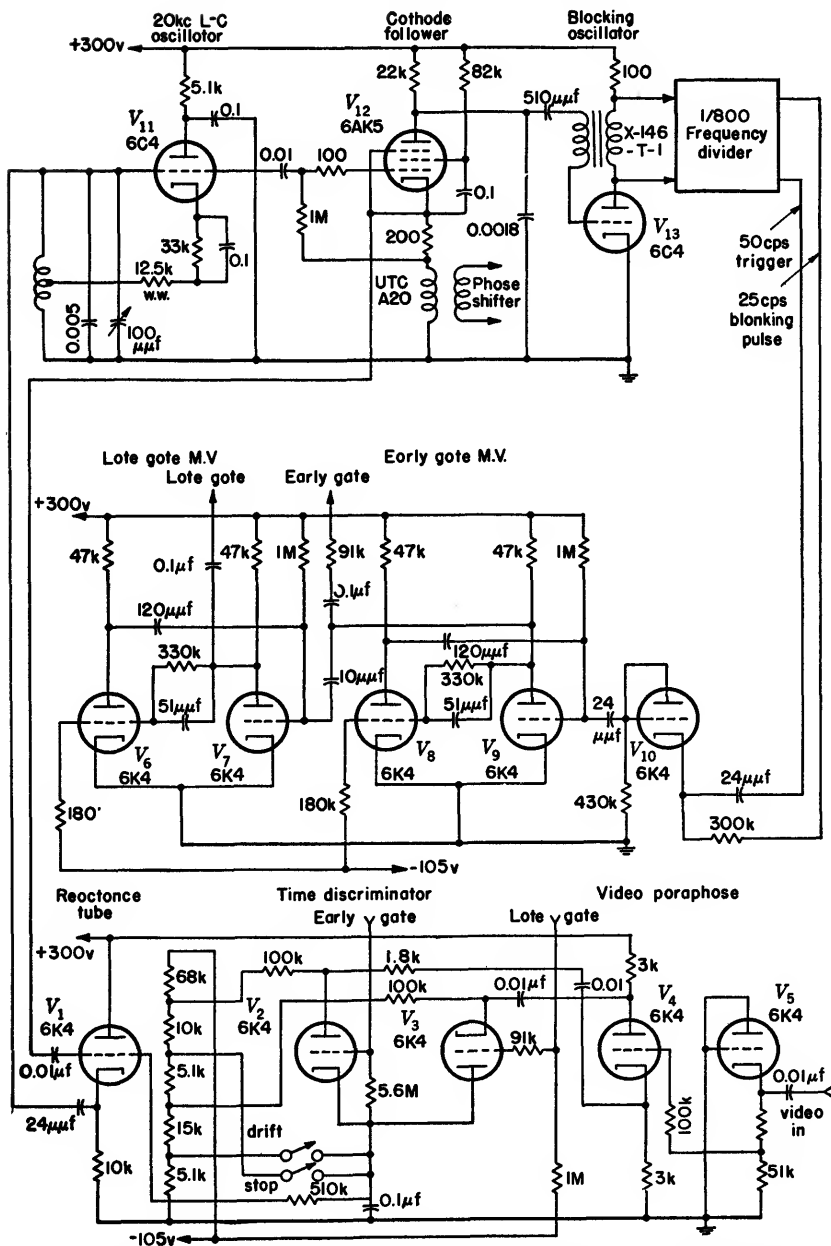 20kc L-C
oscillotor
Cothode
follower
Blocking
oscillotor
+300v
5.1k
22k
82k
100
510μμf
V11
6C4
0.1
V12
6AK5
X-146
-T-1
1/800
Frequency
divider
0.01
100
0.1
1M
200
0.0018
V13
6C4
33k
0.1
12.5k
w.w.
UTC
A20
Phose
shifter
50cps
trigger
25cps
blonking
pulse
0.005
100
μμf
Lote gote M.V
Lote gote
Early gate
Eorly gote M.V.
+300v
47k
0.1μf
47k
1M
91k
47k
47k
1M
0.1μf
120μμf
120μμf
330k
10μμf
330k
51μμf
51μμf
24
μμf
V6
6K4
V7
6K4
V8
6K4
V9
6K4
V10
6K4
180'
180k
430k
24μμf
300k
-105v
Reoctonce
tube
Time discriminator
Early gate
Lote gate
Video poraphose
+300v
68k
100k
1.8k
3k
100k
0.01μf
0.01
V1
6K4
10k
V2
6K4
V3
6K4
V4
6K4
V5
6K4
91k
0.01μf
5.1k
5.6M
0.01μf
video
in
24μμf
15k
drift
100k
10k
5.1k
stop
510k
0.1μf
1M
3k
51k
-105v